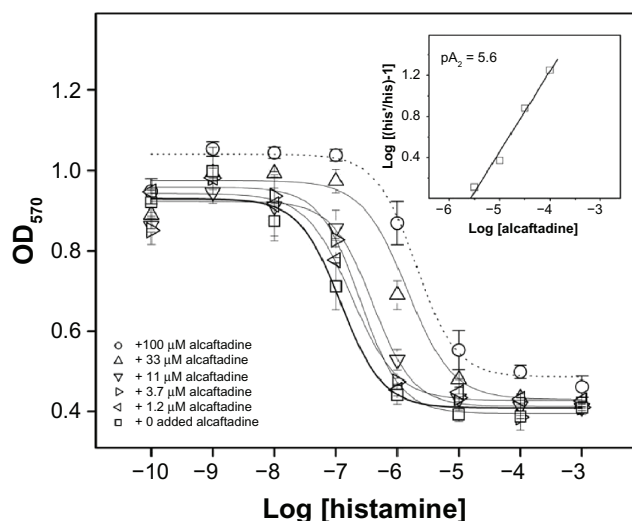 OD570
1.2
1.0
0.8
0.6
0.4
−10
−9
−8
−7
−6
−5
−4
−3
Log [histamine]
+100 μM alcaftadine
+ 33 μM alcaftadine
+ 11 μM alcaftadine
+ 3.7 μM alcaftadine
+ 1.2 μM alcaftadine
+ 0 added alcaftadine
Log [(his'/his)-1]
pA2 = 5.6
1.2
0.8
0.4
−6
−5
−4
−3
Log [alcaftadine]